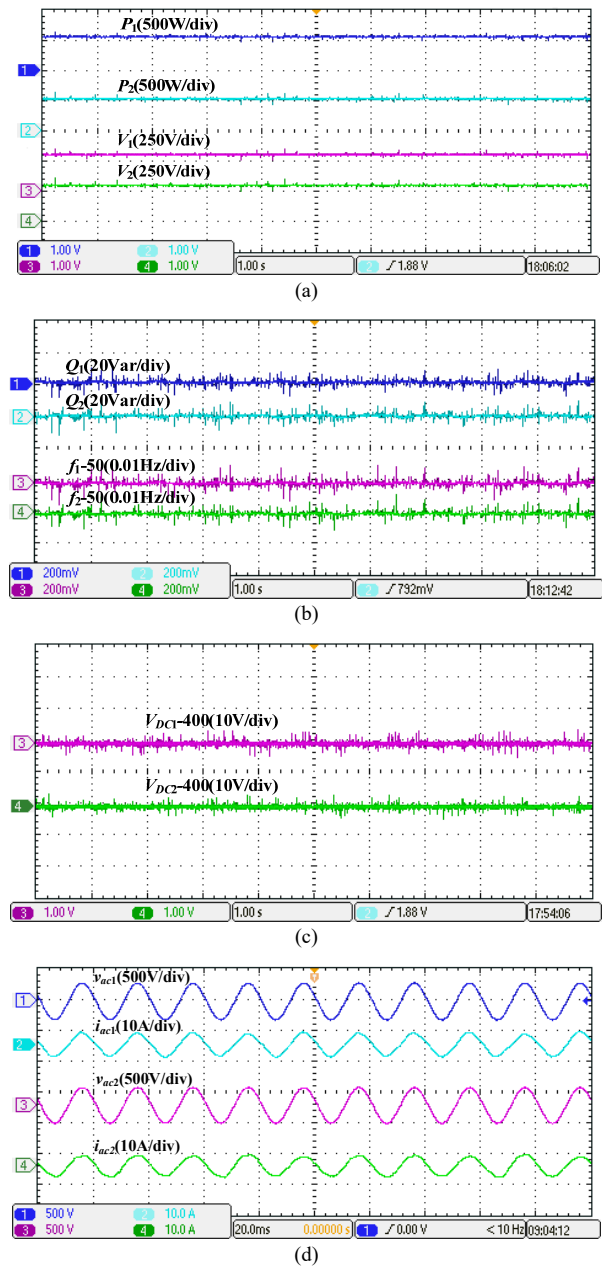 P1(500W/div)
1
P2(500W/div)
2
V1(250V/div)
V2(250V/div)
3
4
1 1.00 V 2 1.00 V
3 1.00 V 4 1.00 V 1.00 s 2 1.88 V 18:06:02
(a)
Q1(20Var/div)
1
Q2(20Var/div)
2
f1-50(0.01Hz/div)
3
f2-50(0.01Hz/div)
4
1 200mV 2 200mV
3 200mV 4 200mV 1.00 s 2 792mV 18:12:42
(b)
VDC1-400(10V/div)
3
VDC2-400(10V/div)
4
3 1.00 V 4 1.00 V 1.00 s 2 1.88 V 17:54:06
(c)
vac1(500V/div)
1
iac1(10A/div)
2
vac2(500V/div)
3
iac2(10A/div)
4
1 500 V 2 10.0 A
3 500 V 4 10.0 A 20.0ms 0.00000 s 1 0.00 V < 10 Hz 09:04:12
(d)